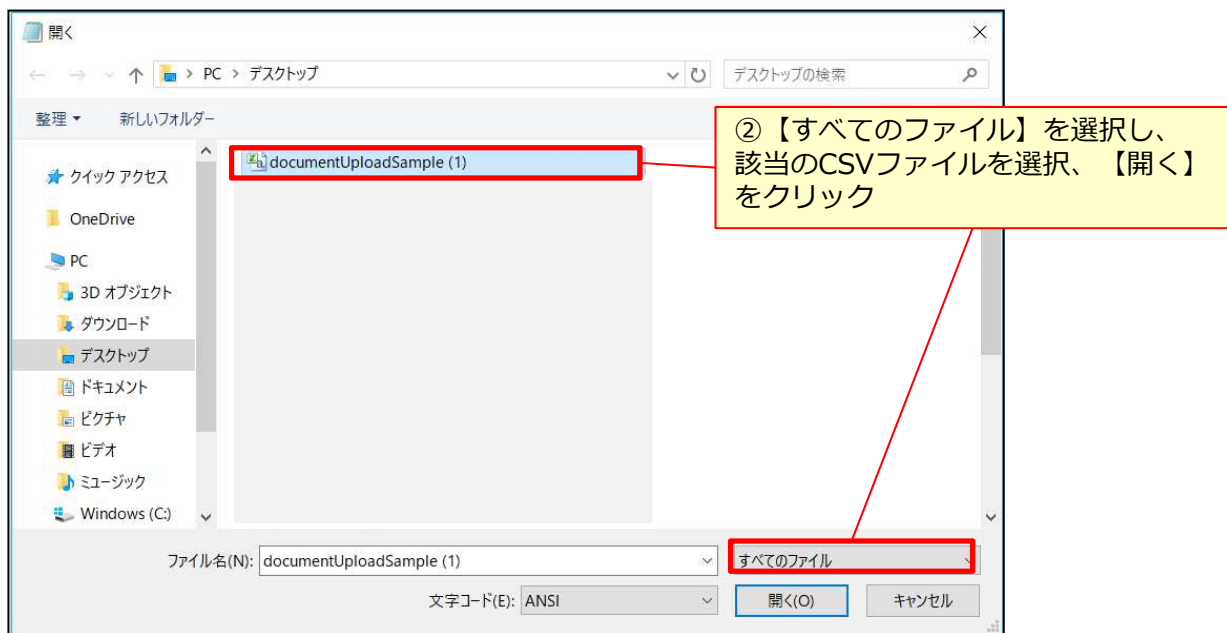 開く
PC > デスクトップ
デスクトップの検索
整理 新しいフォルダー
②【すべてのファイル】を選択し、
該当のCSVファイルを選択、【開く】
をクリック
documentUploadSample (1)
クイック アクセス
OneDrive
PC
3D オブジェクト
ダウンロード
デスクトップ
ドキュメント
ピクチャ
ビデオ
ミュージック
Windows (C:)
ファイル名(N): documentUploadSample (1) すべてのファイル
文字コード(E): ANSI 開く(O) キャンセル